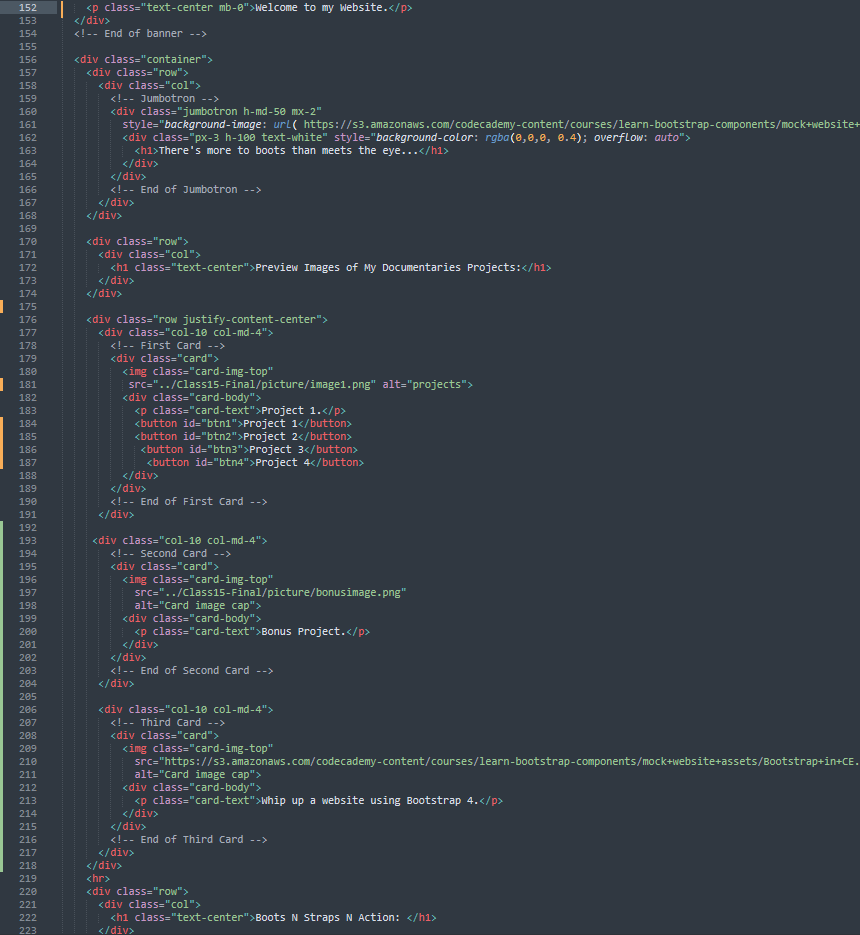 152 <p class="text-center mb-0">Welcome to my Website.</p>
153 </div>
154 <!-- End of banner -->
155
156 <div class="container">
157 <div class="row">
158 <div class="col">
159 <!-- Jumbotron -->
160 <div class="jumbotron h-md-50 mx-2"
161 style="background-image: url( https://s3.amazonaws.com/codecademy-content/courses/learn-bootstrap-components/mock+website+
162 <div class="px-3 h-100 text-white" style="background-color: rgba(0,0,0, 0.4); overflow: auto">
163 <h1>There's more to boots than meets the eye...</h1>
164 </div>
165 </div>
166 <!-- End of Jumbotron -->
167 </div>
168 </div>
169
170 <div class="row">
171 <div class="col">
172 <h1 class="text-center">Preview Images of My Documentaries Projects:</h1>
173 </div>
174 </div>
175
176 <div class="row justify-content-center">
177 <div class="col-10 col-md-4">
178 <!-- First Card -->
179 <div class="card">
180 <img class="card-img-top"
181 src="../Class15-Final/picture/image1.png" alt="projects">
182 <div class="card-body">
183 <p class="card-text">Project 1.</p>
184 <button id="btn1">Project 1</button>
185 <button id="btn2">Project 2</button>
186 <button id="btn3">Project 3</button>
187 <button id="btn4">Project 4</button>
188 </div>
189 </div>
190 <!-- End of First Card -->
191 </div>
192
193 <div class="col-10 col-md-4">
194 <!-- Second Card -->
195 <div class="card">
196 <img class="card-img-top"
197 src="../Class15-Final/picture/bonusimage.png"
198 alt="Card image cap">
199 <div class="card-body">
200 <p class="card-text">Bonus Project.</p>
201 </div>
202 </div>
203 <!-- End of Second Card -->
204 </div>
205
206 <div class="col-10 col-md-4">
207 <!-- Third Card -->
208 <div class="card">
209 <img class="card-img-top"
210 src="https://s3.amazonaws.com/codecademy-content/courses/learn-bootstrap-components/mock+website+assets/Bootstrap+in+CE.
211 alt="Card image cap">
212 <div class="card-body">
213 <p class="card-text">Whip up a website using Bootstrap 4.</p>
214 </div>
215 </div>
216 <!-- End of Third Card -->
217 </div>
218 </div>
219 <hr>
220 <div class="row">
221 <div class="col">
222 <h1 class="text-center">Boots N Straps N Action: </h1>
223 </div>